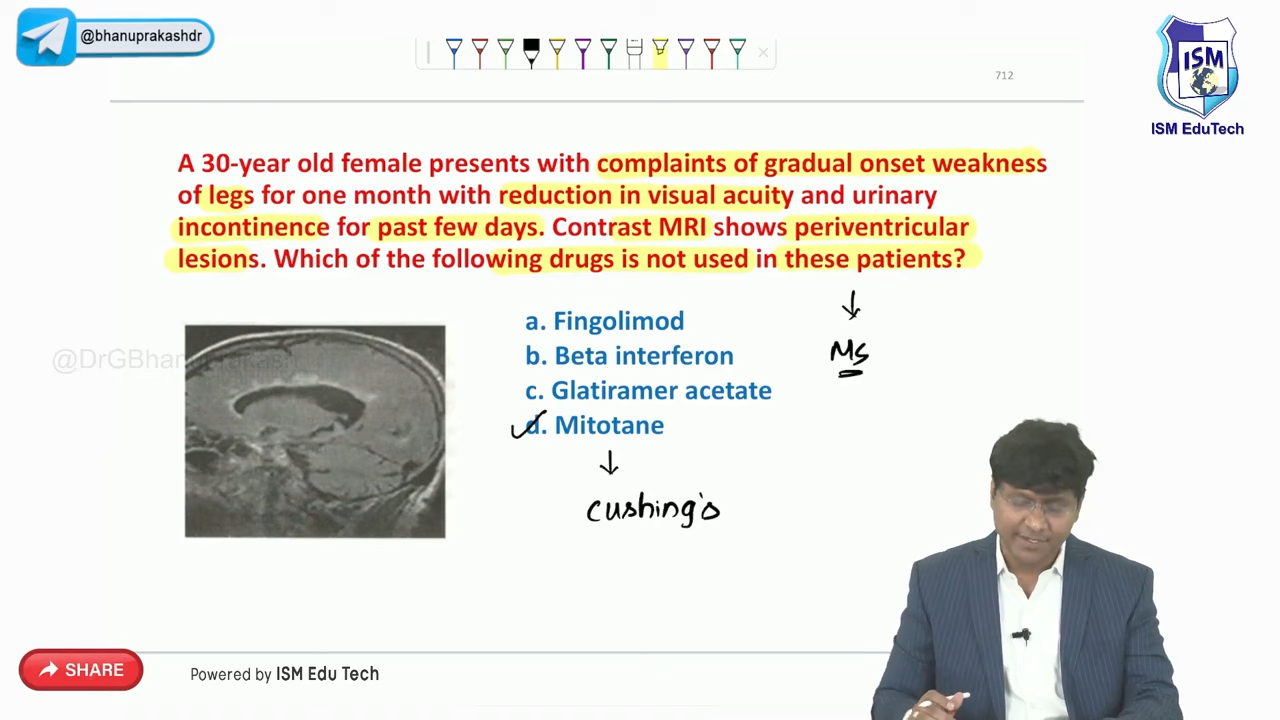 @bhanuprakashdr
712
ISM
ISM EduTech
A 30-year old female presents with complaints of gradual onset weakness
of legs for one month with reduction in visual acuity and urinary
incontinence for past few days. Contrast MRI shows periventricular
lesions. Which of the following drugs is not used in these patients?
a. Fingolimod
b. Beta interferon
c. Glatiramer acetate
d. Mitotane
MS
cushing's
SHARE
Powered by ISM Edu Tech